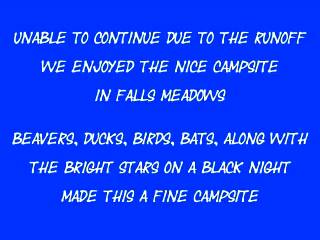 UNABLE TO CONTINUE DUE TO THE RUNOFF
WE ENJOYED THE NICE CAMPSITE
IN FALLS MEADOWS
BEAVERS, DUCKS, BIRDS, BATS, ALONG WITH
THE BRIGHT STARS ON A BLACK NIGHT
MADE THIS A FINE CAMPSITE